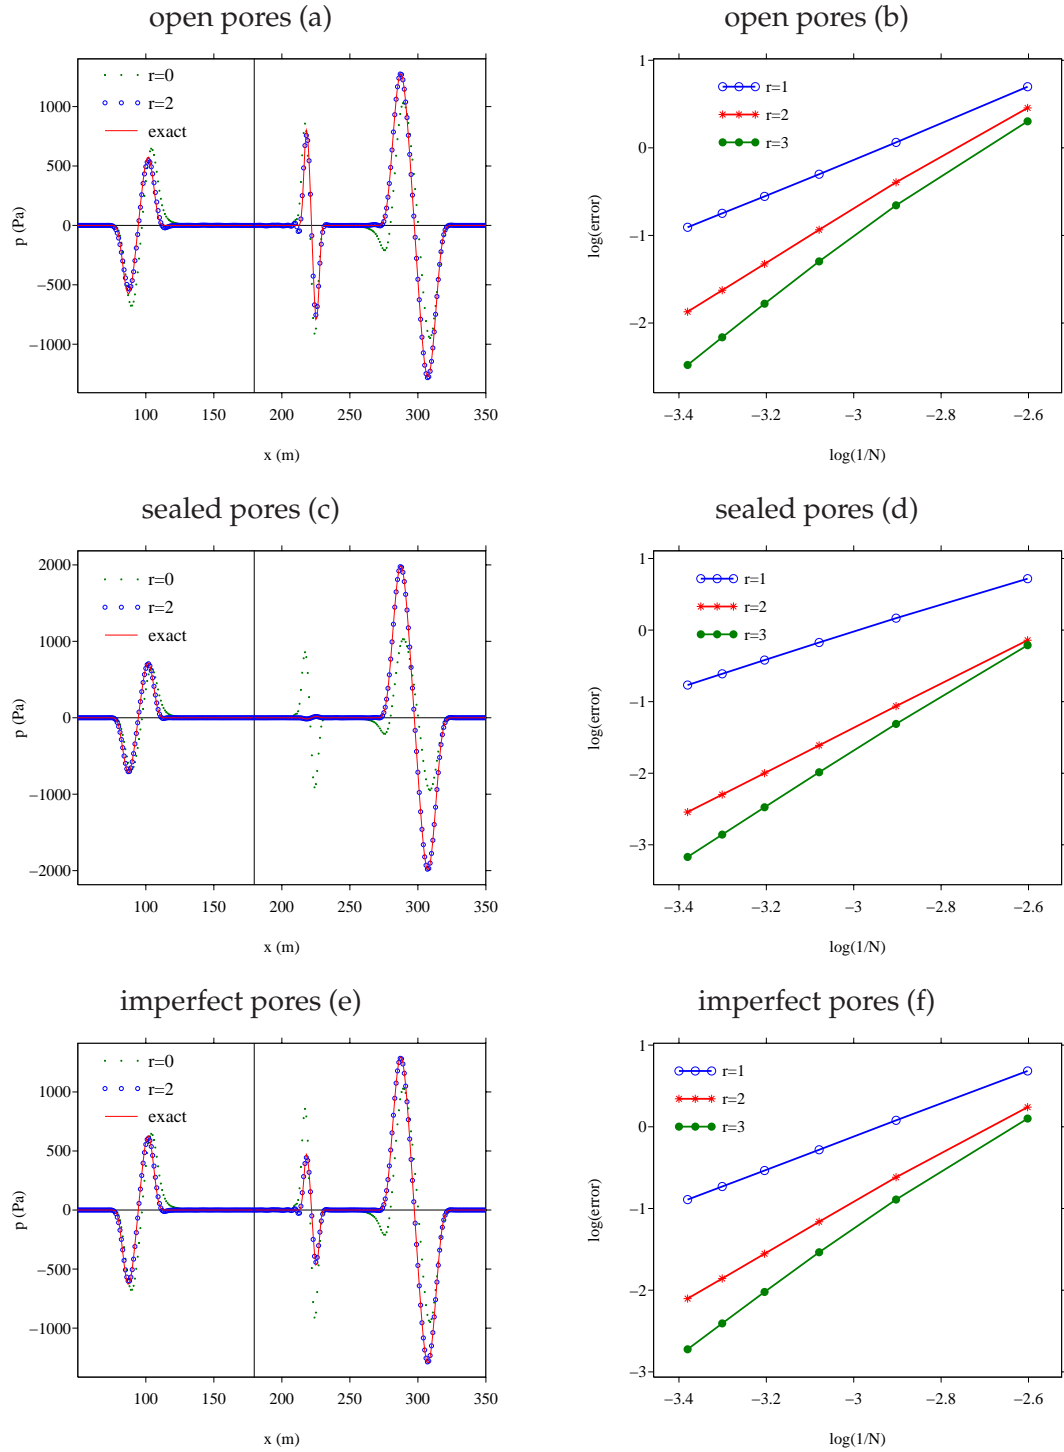 open pores (a)
open pores (b)
r=0
r=2
exact
1000
500
0
−500
−1000
p (Pa)
100 150 200 250 300 350
x (m)
r=1
r=2
r=3
1
0
−1
−2
log(error)
−3.4 −3.2 −3 −2.8 −2.6
log(1/N)
sealed pores (c)
sealed pores (d)
r=0
r=2
exact
2000
1000
0
−1000
−2000
p (Pa)
100 150 200 250 300 350
x (m)
r=1
r=2
r=3
1
0
−1
−2
−3
log(error)
−3.4 −3.2 −3 −2.8 −2.6
log(1/N)
imperfect pores (e)
imperfect pores (f)
r=0
r=2
exact
1000
500
0
−500
−1000
p (Pa)
100 150 200 250 300 350
x (m)
r=1
r=2
r=3
1
0
−1
−2
−3
log(error)
−3.4 −3.2 −3 −2.8 −2.6
log(1/N)